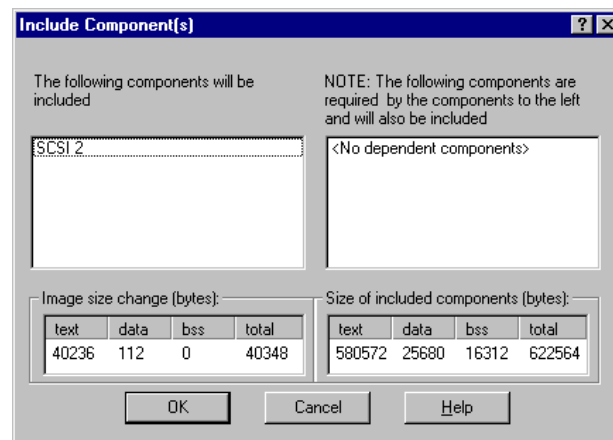 Include Component(s)
The following components will be
included
NOTE: The following components are
required by the components to the left
and will also be included
SCSI 2
<No dependent components>
Image size change (bytes):
text data bss total
40236 112 0 40348
Size of included components (bytes):
text data bss total
580572 25680 16312 622564
OK Cancel Help